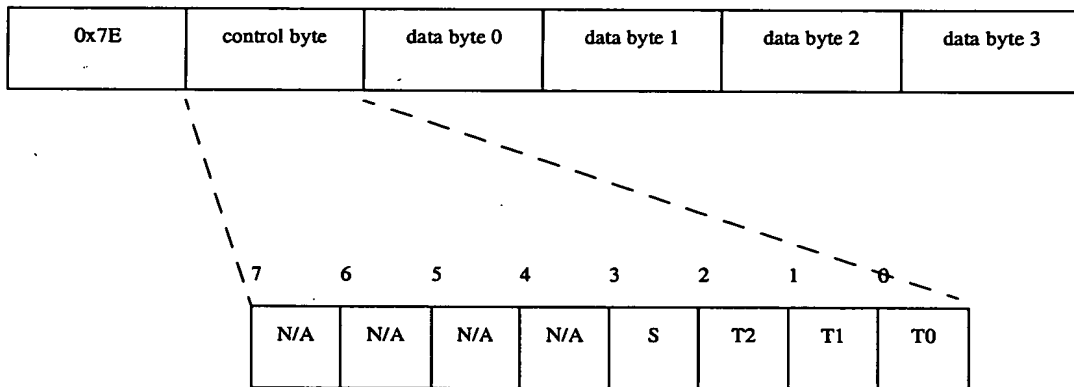 0x7E control byte data byte 0 data byte 1 data byte 2 data byte 3
7 6 5 4 3 2 1 0
N/A N/A N/A N/A S T2 T1 T0